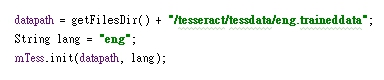 datapath = getFilesDir() + "/tesseract/tessdata/eng.traineddata";
String lang = "eng";
mTess.init(datapath, lang);